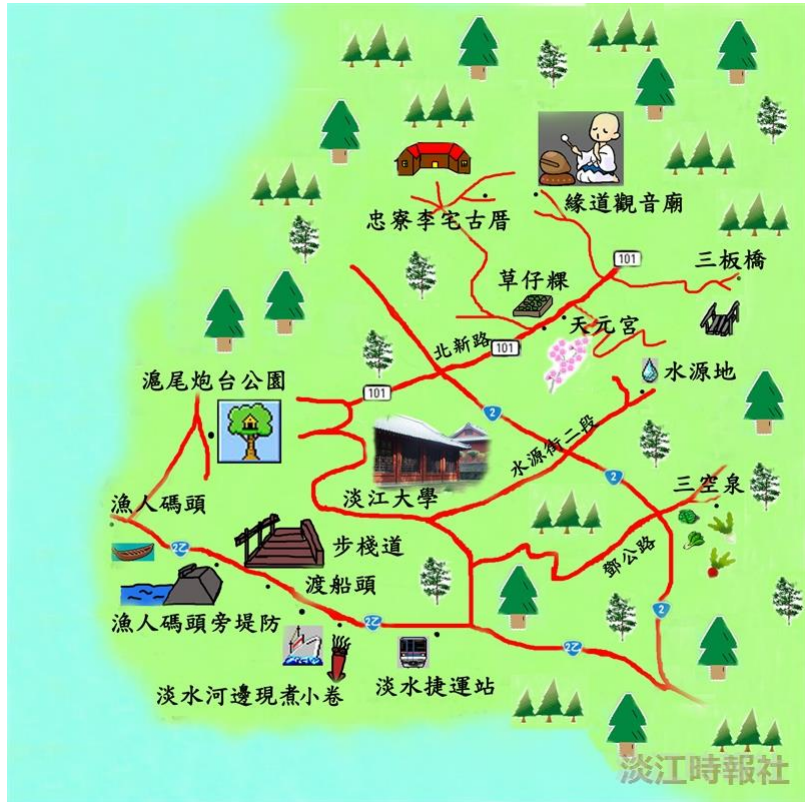 緣道觀音廟
忠寮李宅古厝
三板橋
101
草仔粿
天元宮
北新路
101
水源地
滬尾炮台公園
101
2
水源街二段
淡江大學
2
三空泉
漁人碼頭
步棧道
22
鄧公路
渡船頭
2
漁人碼頭旁堤防
22
22
淡水河邊現煮小卷
淡水捷運站
淡江時報社